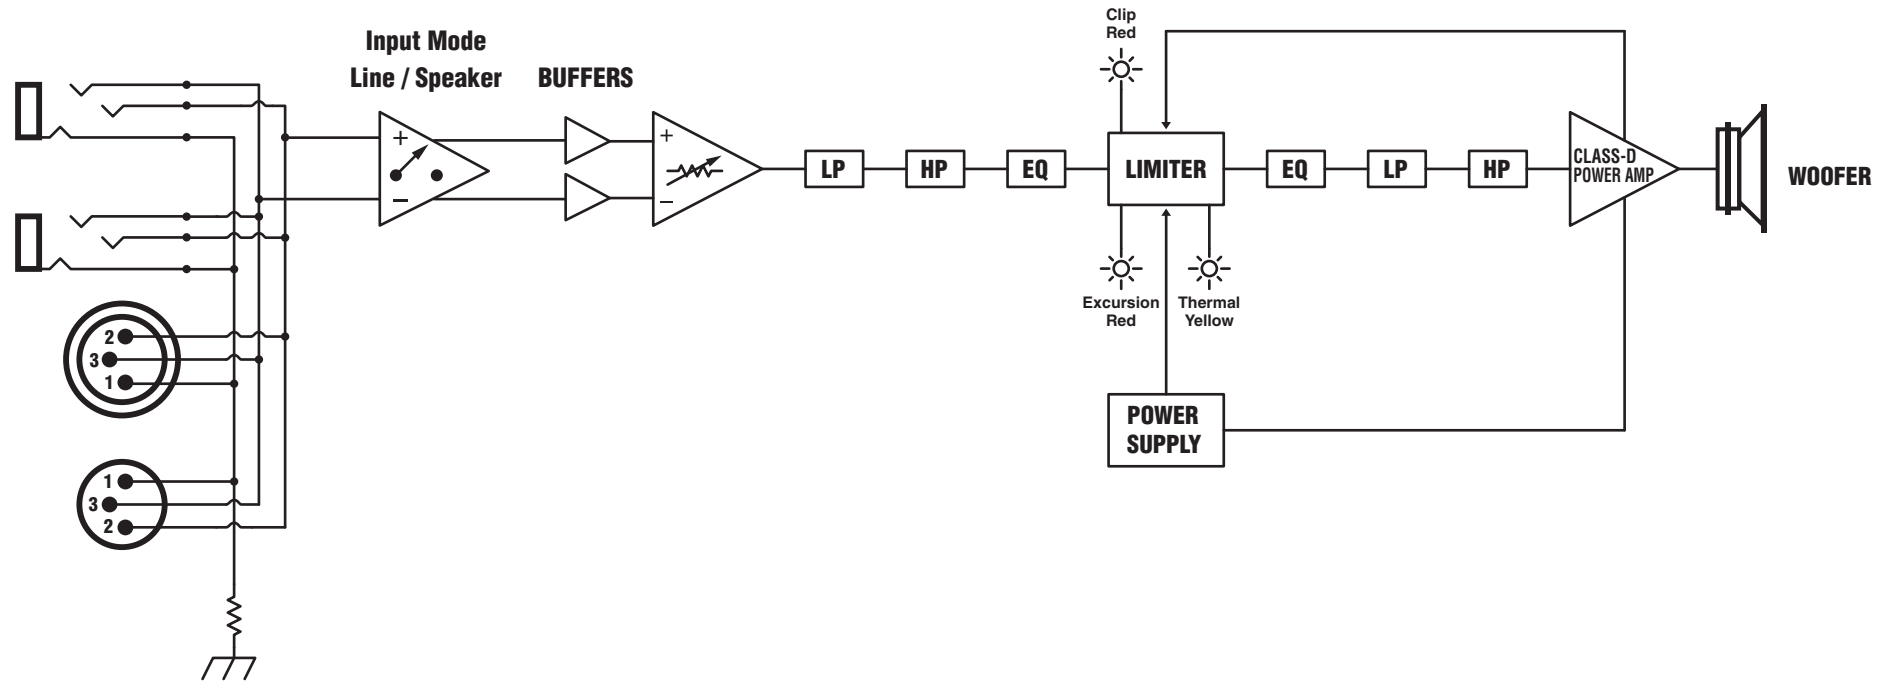 Clip
Red
Input Mode
Line / Speaker
BUFFERS
+
−
+
−
LP
HP
EQ
LIMITER
EQ
LP
HP
CLASS-D
POWER AMP
WOOFER
Excursion
Red
Thermal
Yellow
2
3
1
POWER
SUPPLY
1
3
2